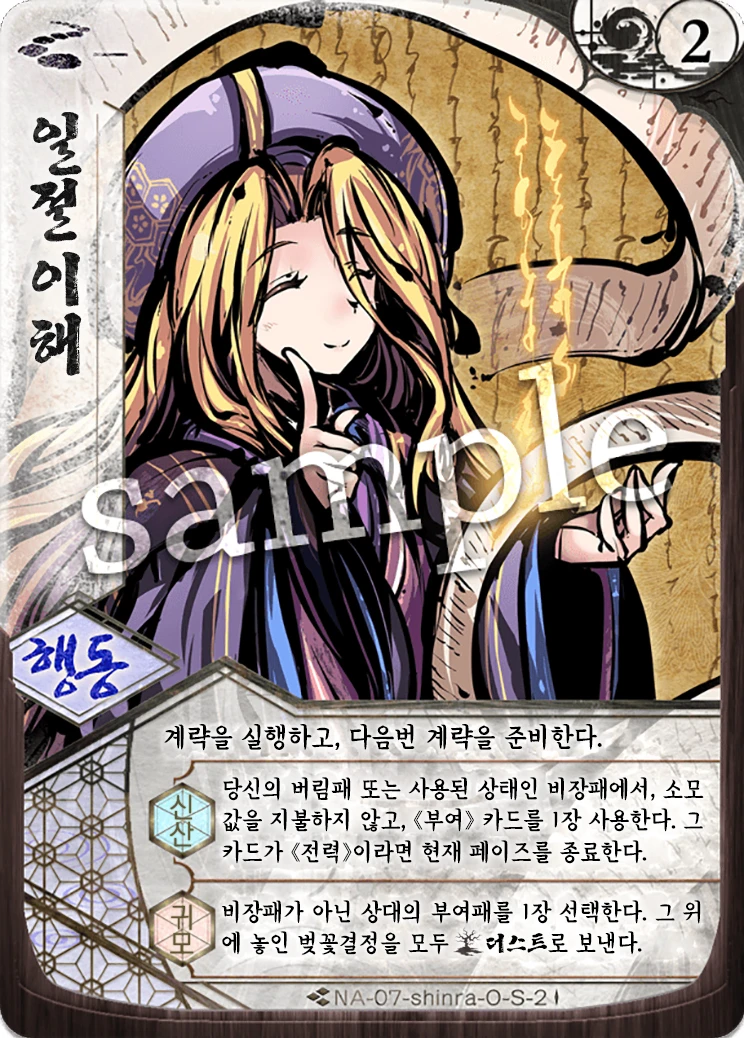 2
일절이해
sample
행동
계략을 실행하고, 다음번 계략을 준비한다.
신산
당신의 버림패 또는 사용된 상태인 비장패에서, 소모
값을 지불하지 않고, 《부여》 카드를 1장 사용한다. 그
카드가 《전력》이라면 현재 페이즈를 종료한다.
귀모
비장패가 아닌 상대의 부여패를 1장 선택한다. 그 위
에 놓인 벚꽃결정을 모두 더스트로 보낸다.
NA-07-shinra-O-S-2